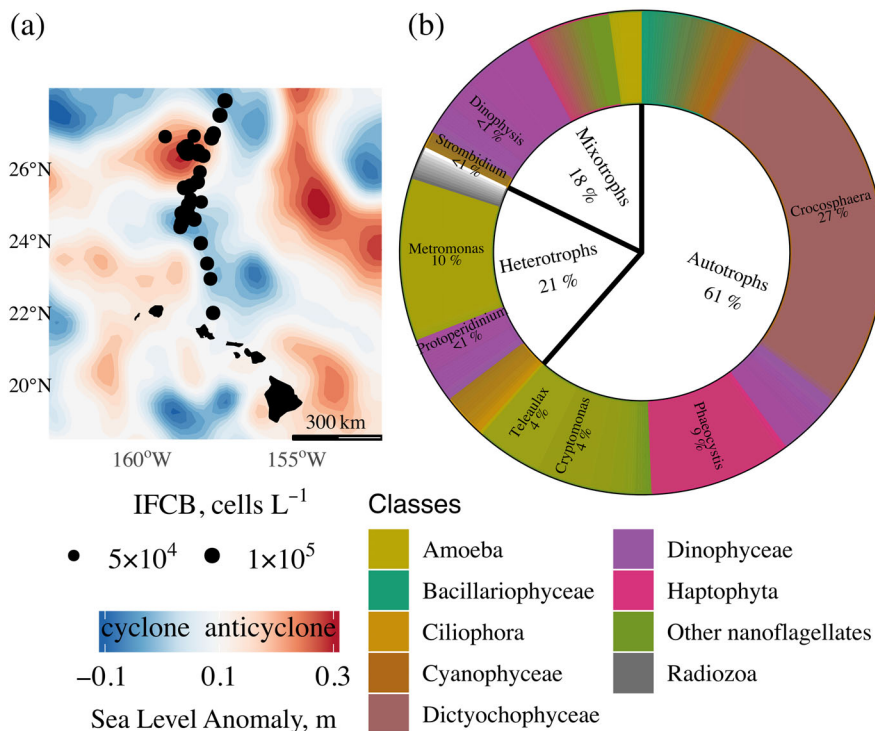 (a)
26°N
24°N
22°N
20°N
160°W
155°W
300 km
IFCB, cells L⁻¹
5×10⁴
1×10⁵
cyclone
anticyclone
−0.1
0.1
0.3
Sea Level Anomaly, m
(b)
Mixotrophs
18 %
Heterotrophs
21 %
Autotrophs
61 %
Crocosphaera
27 %
Phaeocystis
9 %
Cryptomonas
4 %
Teleaulax
4 %
Protoperidinium
<1 %
Metromonas
10 %
Strombidium
<1 %
Dinophysis
<1 %
Classes
Amoeba
Bacillariophyceae
Ciliophora
Cyanophyceae
Dictyochophyceae
Dinophyceae
Haptophyta
Other nanoflagellates
Radiozoa